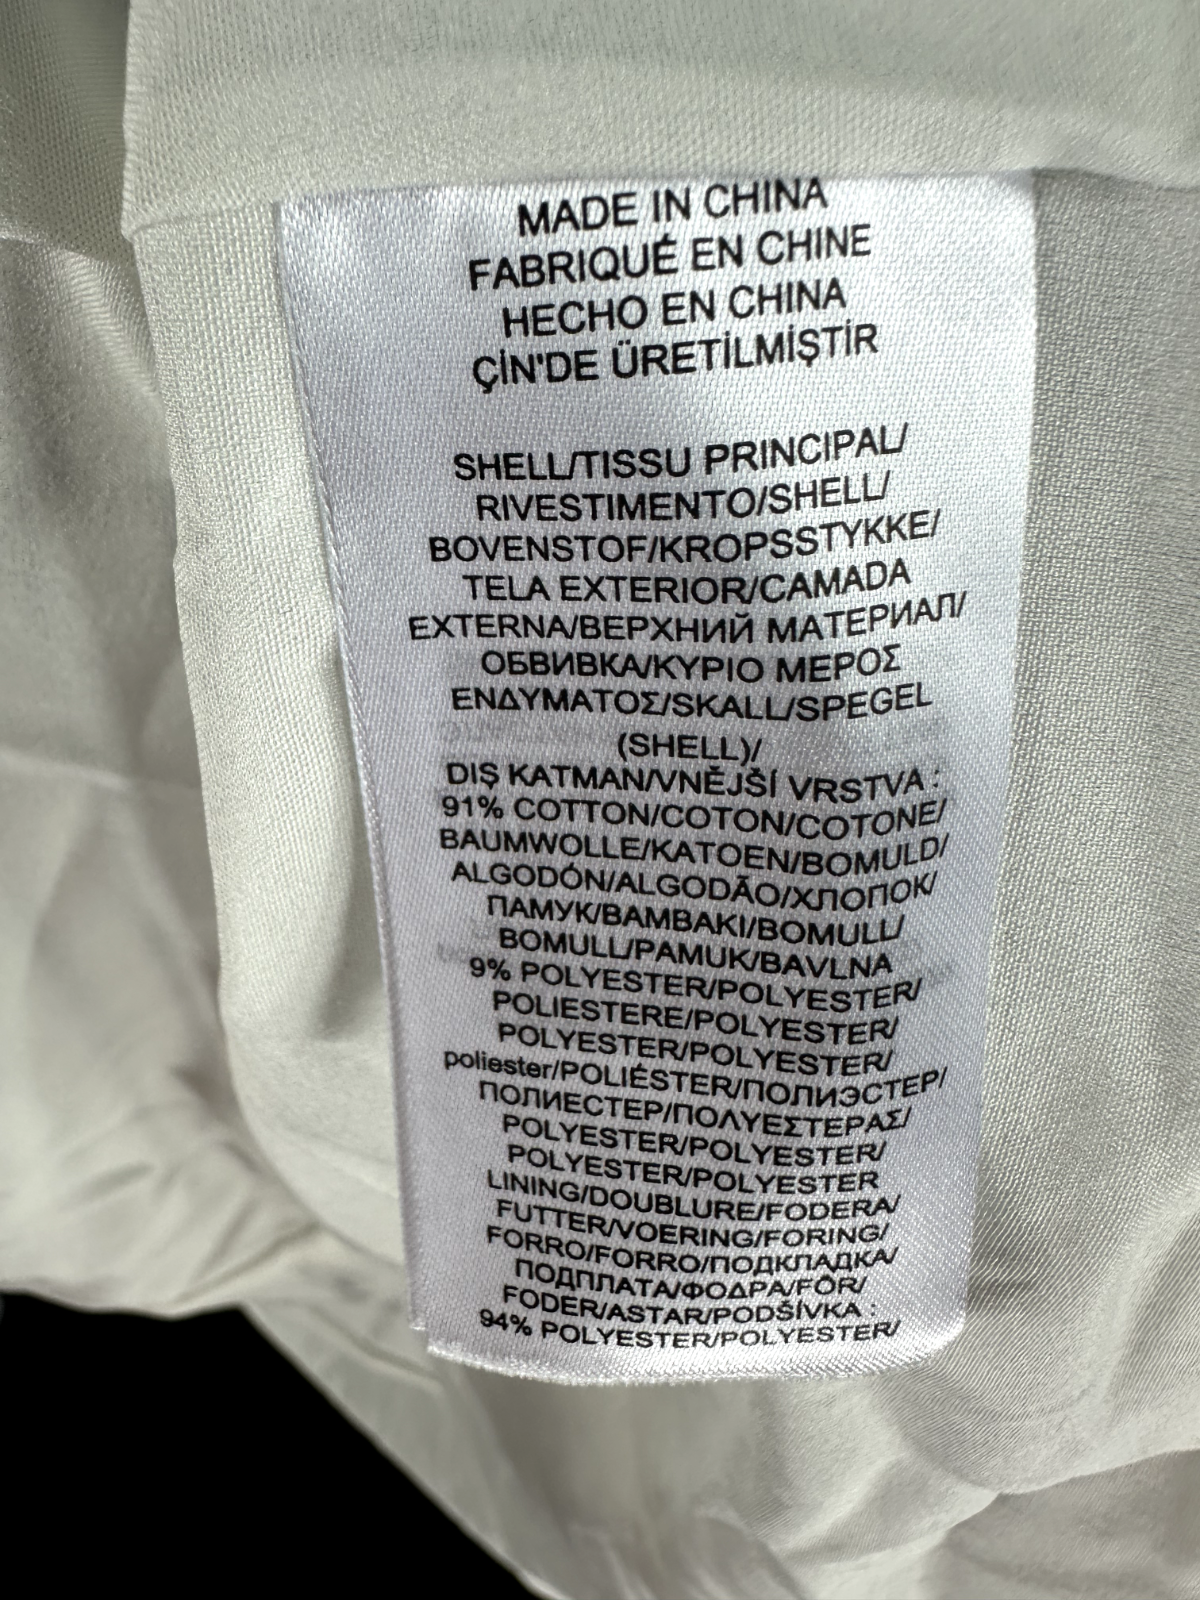 MADE IN CHINA
FABRIQUÉ EN CHINE
HECHO EN CHINA
ÇİN'DE ÜRETİLMİŞTİR
SHELL/TISSU PRINCIPAL/
RIVESTIMENTO/SHELL/
BOVENSTOF/KROPSSTYKKE/
TELA EXTERIOR/CAMADA
EXTERNA/ВЕРХНИЙ МАТЕРИАЛ/
ОБВИВКА/ΚΥΡΙΟ ΜΕΡΟΣ
ΕΝΔΥΜΑΤΟΣ/SKALL/SPEGEL
(SHELL)/
DIŞ KATMAN/VNĚJŠÍ VRSTVA :
91% COTTON/COTON/COTONE/
BAUMWOLLE/KATOEN/BOMULD/
ALGODÓN/ALGODÃO/ХЛОПОК/
ПАМУК/ΒΑΜΒΑΚΙ/BOMULL/
BOMULL/PAMUK/BAVLNA
9% POLYESTER/POLYESTER/
POLIESTERE/POLYESTER/
POLYESTER/POLYESTER/
poliester/POLIÉSTER/ПОЛИЭСТЕР/
ПОЛИЕСТЕР/ΠΟΛΥΕΣΤΕΡΑΣ/
POLYESTER/POLYESTER/
POLYESTER/POLYESTER
LINING/DOUBLURE/FODERA/
FUTTER/VOERING/FORING/
FORRO/FORRO/ПОДКЛАДКА/
ПОДПЛАТА/ΦΟΔΡΑ/FÔR/
FODER/ASTAR/PODŠÍVKA :
94% POLYESTER/POLYESTER/